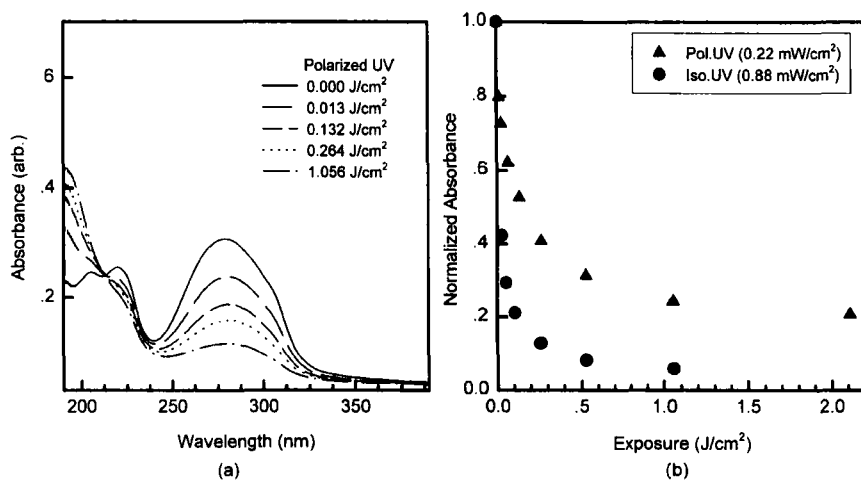 Polarized UV
0.000 J/cm²
0.013 J/cm²
0.132 J/cm²
0.264 J/cm²
1.056 J/cm²
.6
.4
.2
Absorbance (arb.)
200 250 300 350
Wavelength (nm)
(a)
Pol.UV (0.22 mW/cm²)
Iso.UV (0.88 mW/cm²)
1.0
.8
.6
.4
.2
0.0
Normalized Absorbance
0.0 .5 1.0 1.5 2.0
Exposure (J/cm²)
(b)